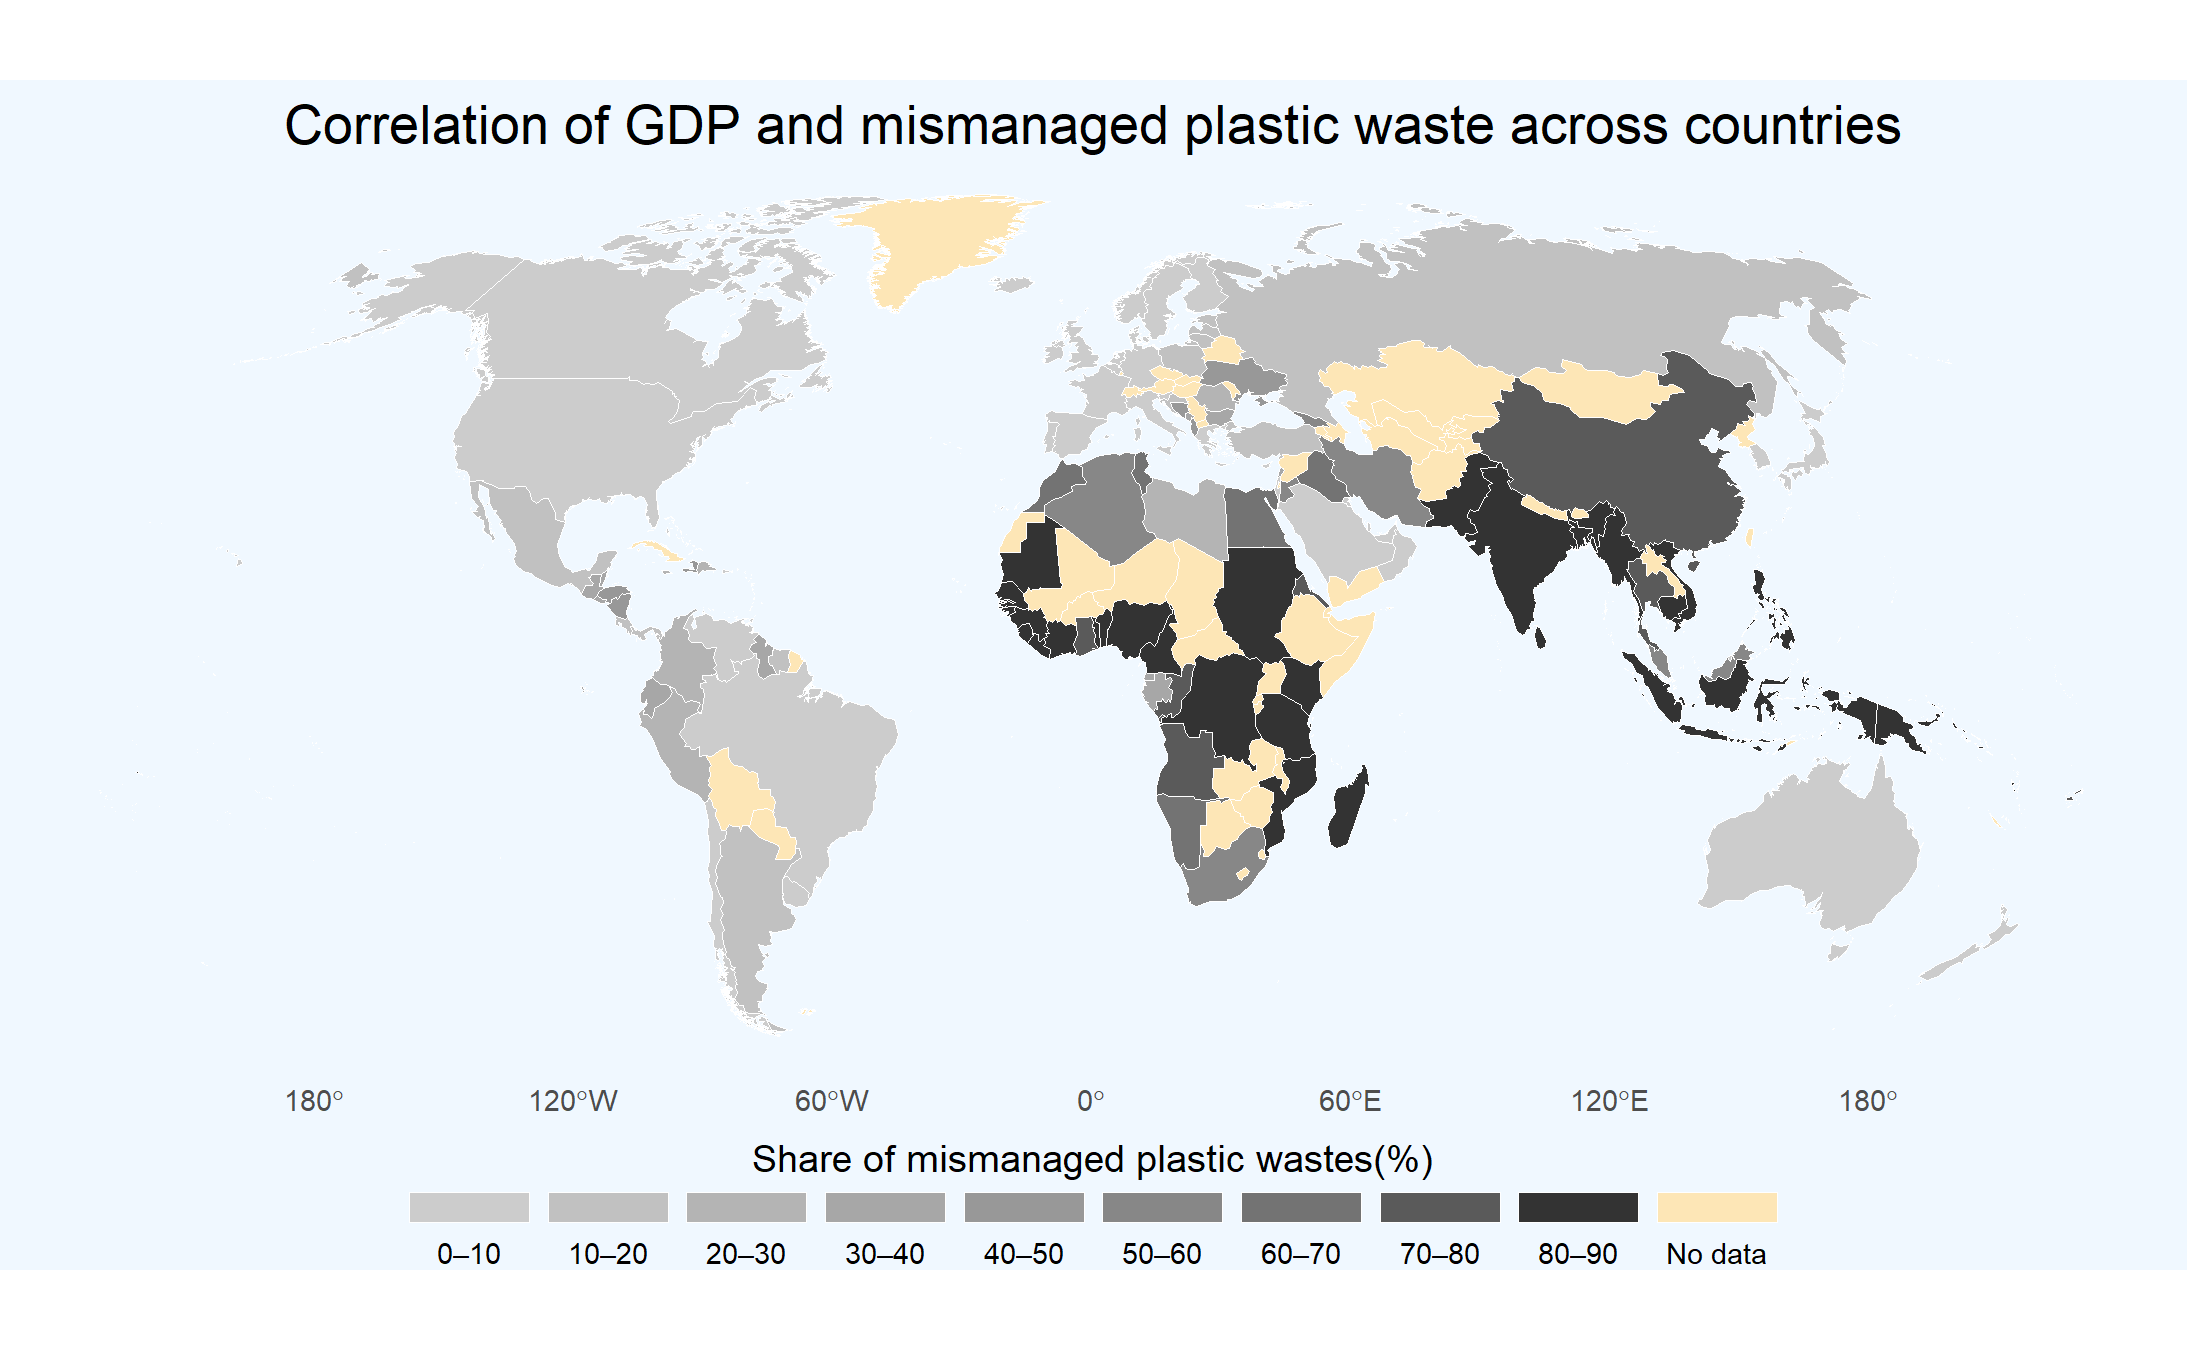 Correlation of GDP and mismanaged plastic waste across countries
180° 120°W 60°W 0° 60°E 120°E 180°
Share of mismanaged plastic wastes(%)
0–10 10–20 20–30 30–40 40–50 50–60 60–70 70–80 80–90 No data